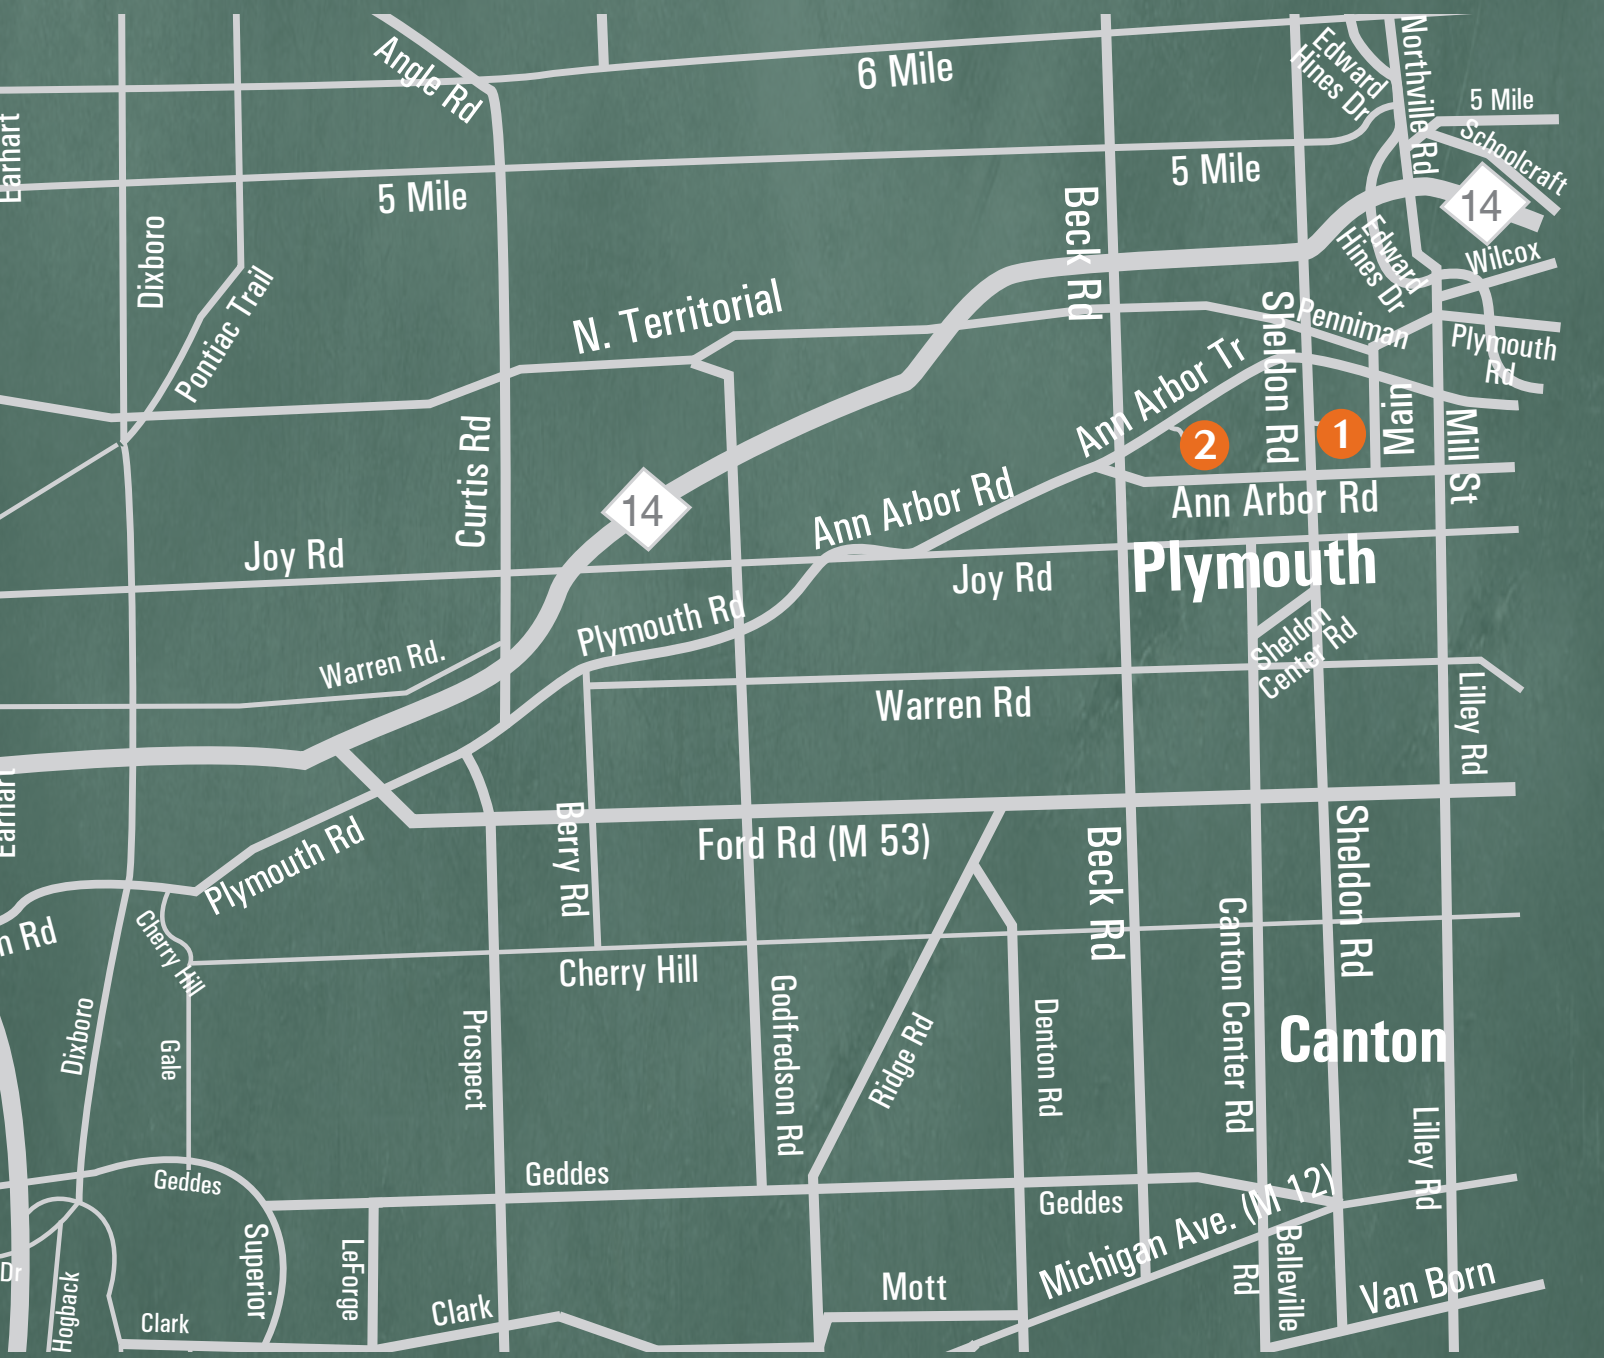 Angle Rd
6 Mile
Edward
Hines Dr
Northville Rd
5 Mile
Schoolcraft
Earhart
5 Mile
5 Mile
14
Dixboro
Pontiac Trail
Beck Rd
Edward
Hines Dr
Wilcox
N. Territorial
Sheldon Rd
Penniman
Plymouth
Rd
Ann Arbor Tr
Main
Mill St
1
2
Curtis Rd
14
Ann Arbor Rd
Ann Arbor Rd
Joy Rd
Joy Rd
Plymouth
Plymouth Rd
Warren Rd.
Sheldon
Center Rd
Warren Rd
Lilley Rd
Earhart
Plymouth Rd
Berry Rd
Ford Rd (M 53)
Beck Rd
Sheldon Rd
n Rd
Cherry Hill
Cherry Hill
Canton Center Rd
Dixboro
Gale
Prospect
Godfredson Rd
Ridge Rd
Denton Rd
Canton
Lilley Rd
Geddes
Geddes
Geddes
Michigan Ave. (M 12)
Superior
LeForge
Dr
Hogback
Clark
Clark
Mott
Belleville
Rd
Van Born